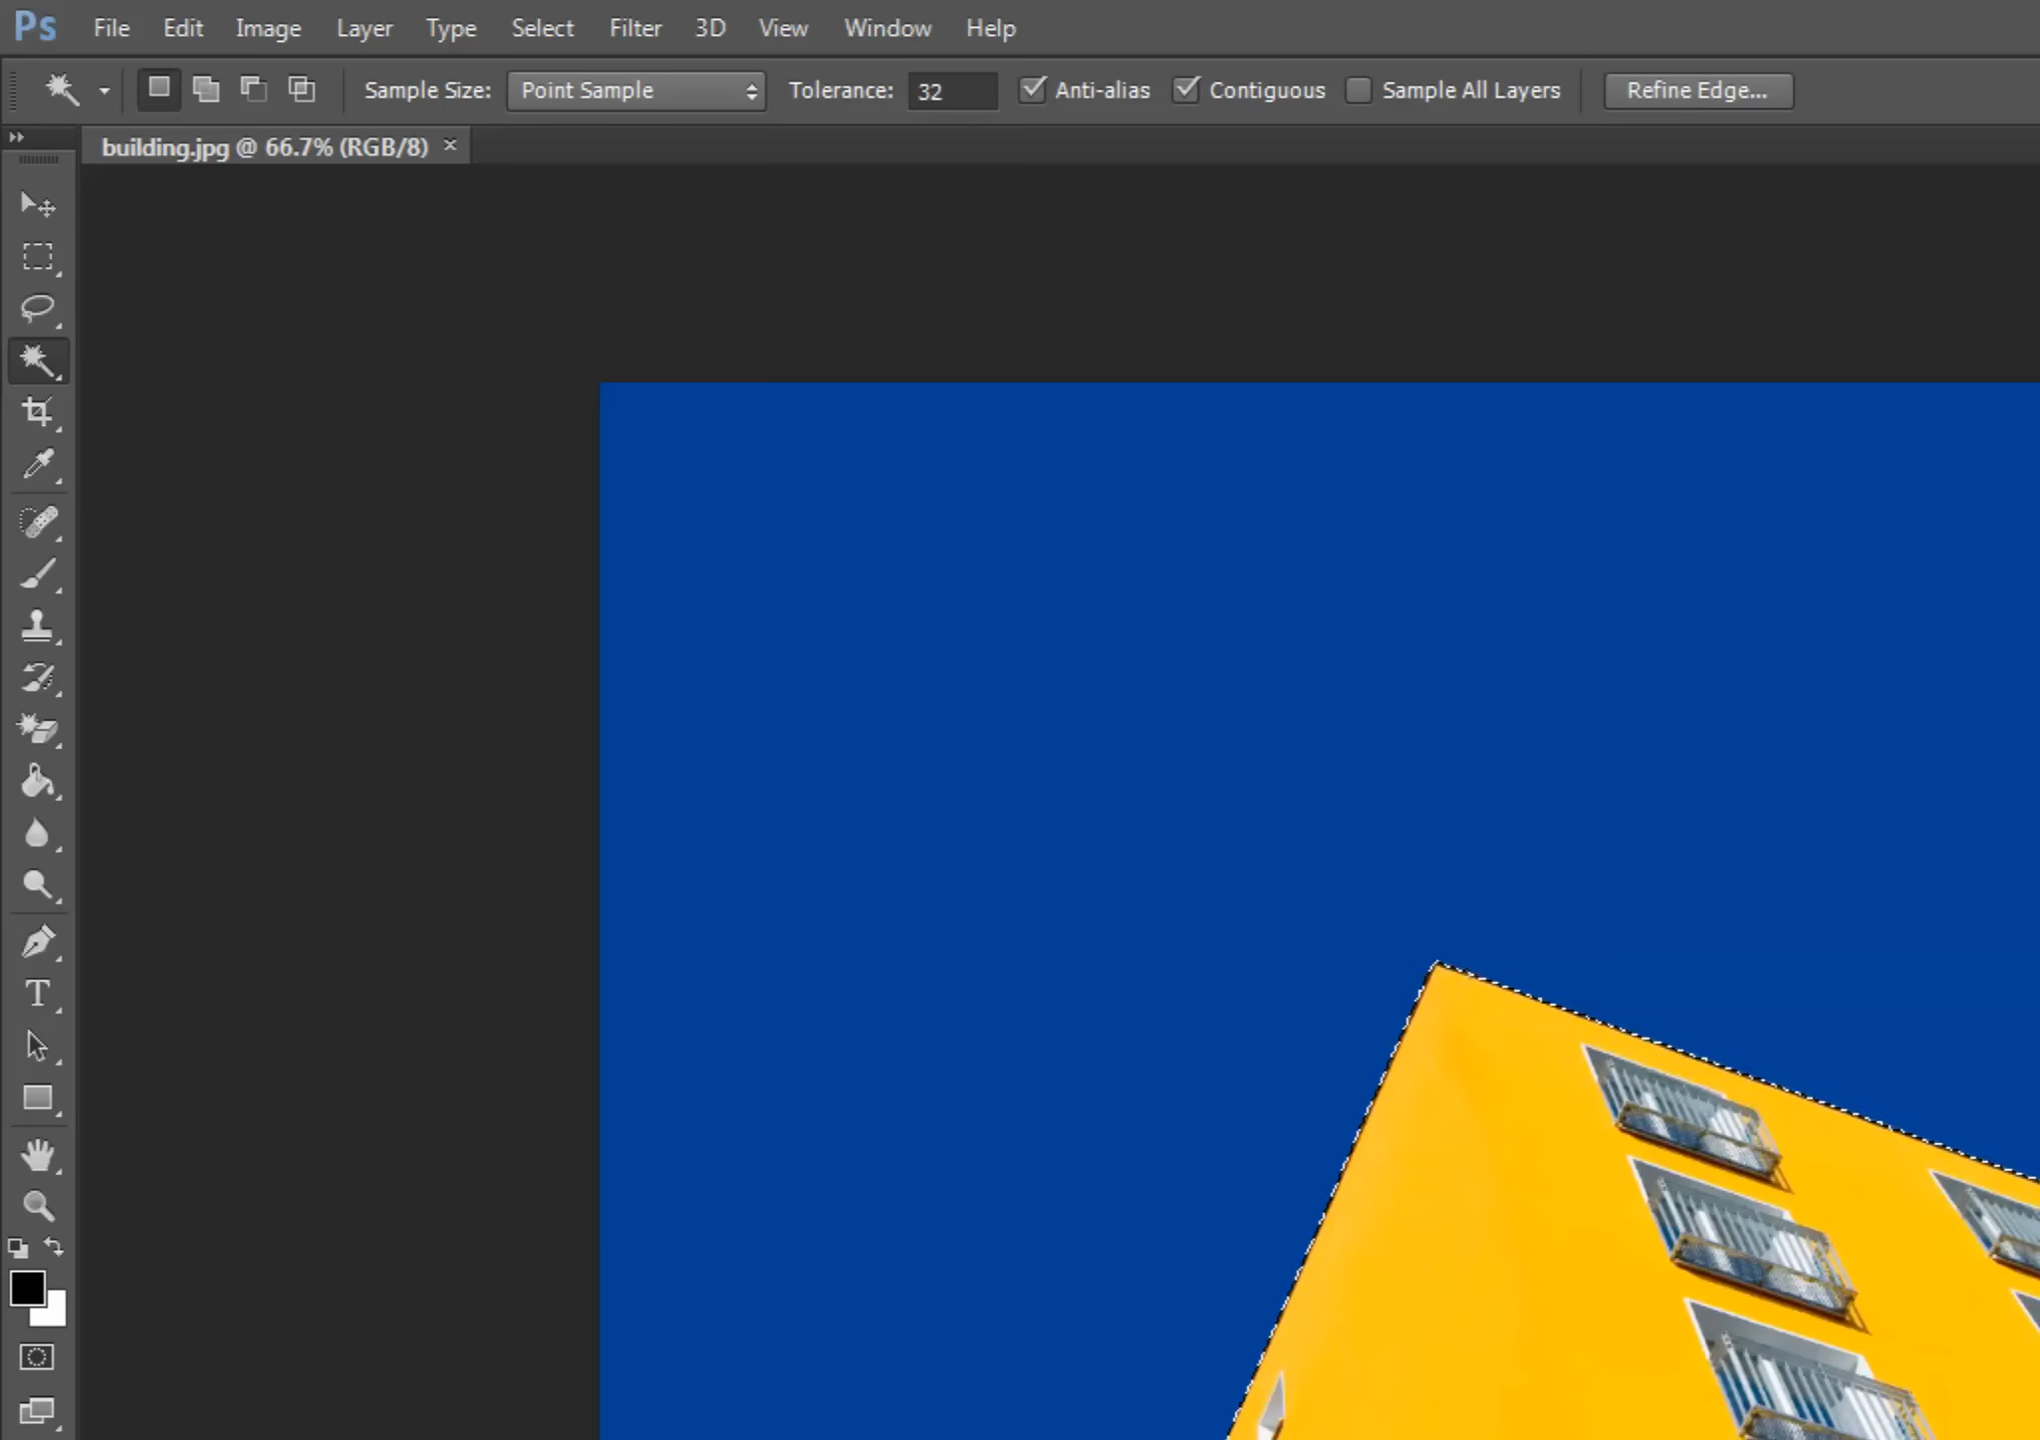 Ps File Edit Image Layer Type Select Filter 3D View Window Help
Sample Size: Point Sample Tolerance: 32 Anti-alias Contiguous Sample All Layers Refine Edge...
building.jpg @ 66.7% (RGB/8) ×
T